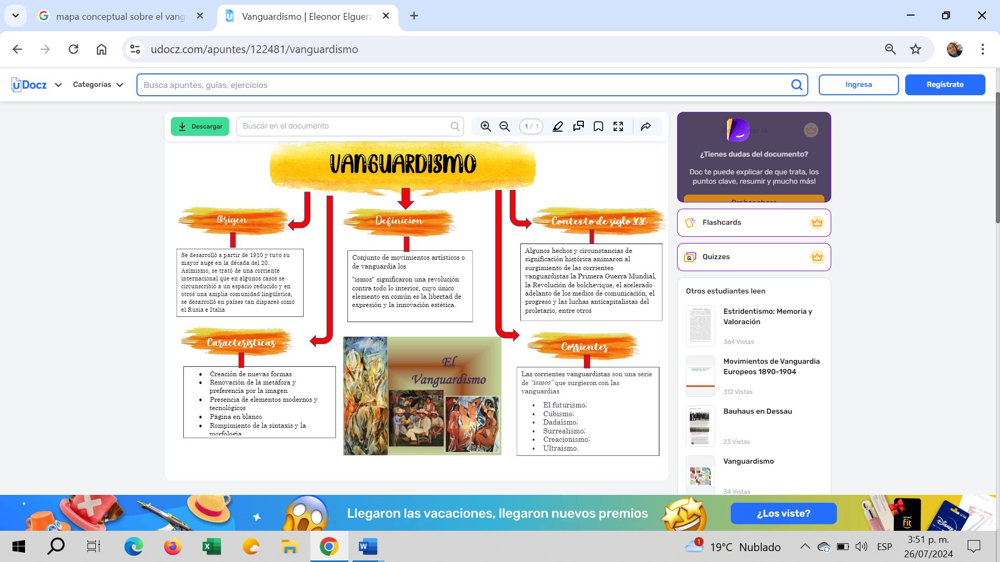 mapa conceptual sobre el vang
Vanguardismo | Eleonor Elguera
udocz.com/apuntes/122481/vanguardismo
uDocz
Categorías
Busca apuntes, guías, ejercicios
Ingresa
Regístrate
Descargar
Buscar en el documento
1 / 1
VANGUARDISMO
Origen
Definicion
Contexto de siglo XX
Se desarrolló a partir de 1910 y tuvo su
mayor auge en la década del 20.
Asimismo, se trató de una corriente
internacional que en algunos casos se
circunscribió a un espacio reducido y en
otros una amplia comunidad lingüística,
se desarrolló en países tan dispares como
el Rusia e Italia
Conjunto de movimientos artísticos o
de vanguardia los
"ismos" significaron una revolución
contra todo lo interior, cuyo único
elemento en común es la libertad de
expresión y la innovación estética.
Algunos hechos y circunstancias de
significación histórica animaron al
surgimiento de las corrientes
vanguardistas la Primera Guerra Mundial,
la Revolución de bolchevique, el acelerado
adelanto de los medios de comunicación, el
progreso y las luchas anticapitalistas del
proletario, entre otros
Características
• Creación de nuevas formas
• Renovación de la metáfora y
preferencia por la imagen
• Presencia de elementos modernos y
tecnológicos
• Página en blanco
• Rompimiento de la sintaxis y la
morfología
El
Vanguardismo
Corrientes
Las corrientes vanguardistas son una serie
de "ismos" que surgieron con las
vanguardias
• El futurismo;
• Cubismo;
• Dadaísmo;
• Surrealismo;
• Creacionismo;
• Ultraísmo.
Doc Tutor IA
¿Tienes dudas del documento?
Doc te puede explicar de que trata, los
puntos clave, resumir y ¡mucho más!
Probar ahora
Flashcards
Quizzes
Otros estudiantes leen
Estridentismo: Memoria y
Valoración
364 Vistas
Movimientos de Vanguardia
Europeos 1890-1904
312 Vistas
Bauhaus en Dessau
23 Vistas
Vanguardismo
34 Vistas
Llegaron las vacaciones, llegaron nuevos premios
¿Los viste?
smart
fit
Disney
1
19°C Nublado
ESP
3:51 p. m.
26/07/2024